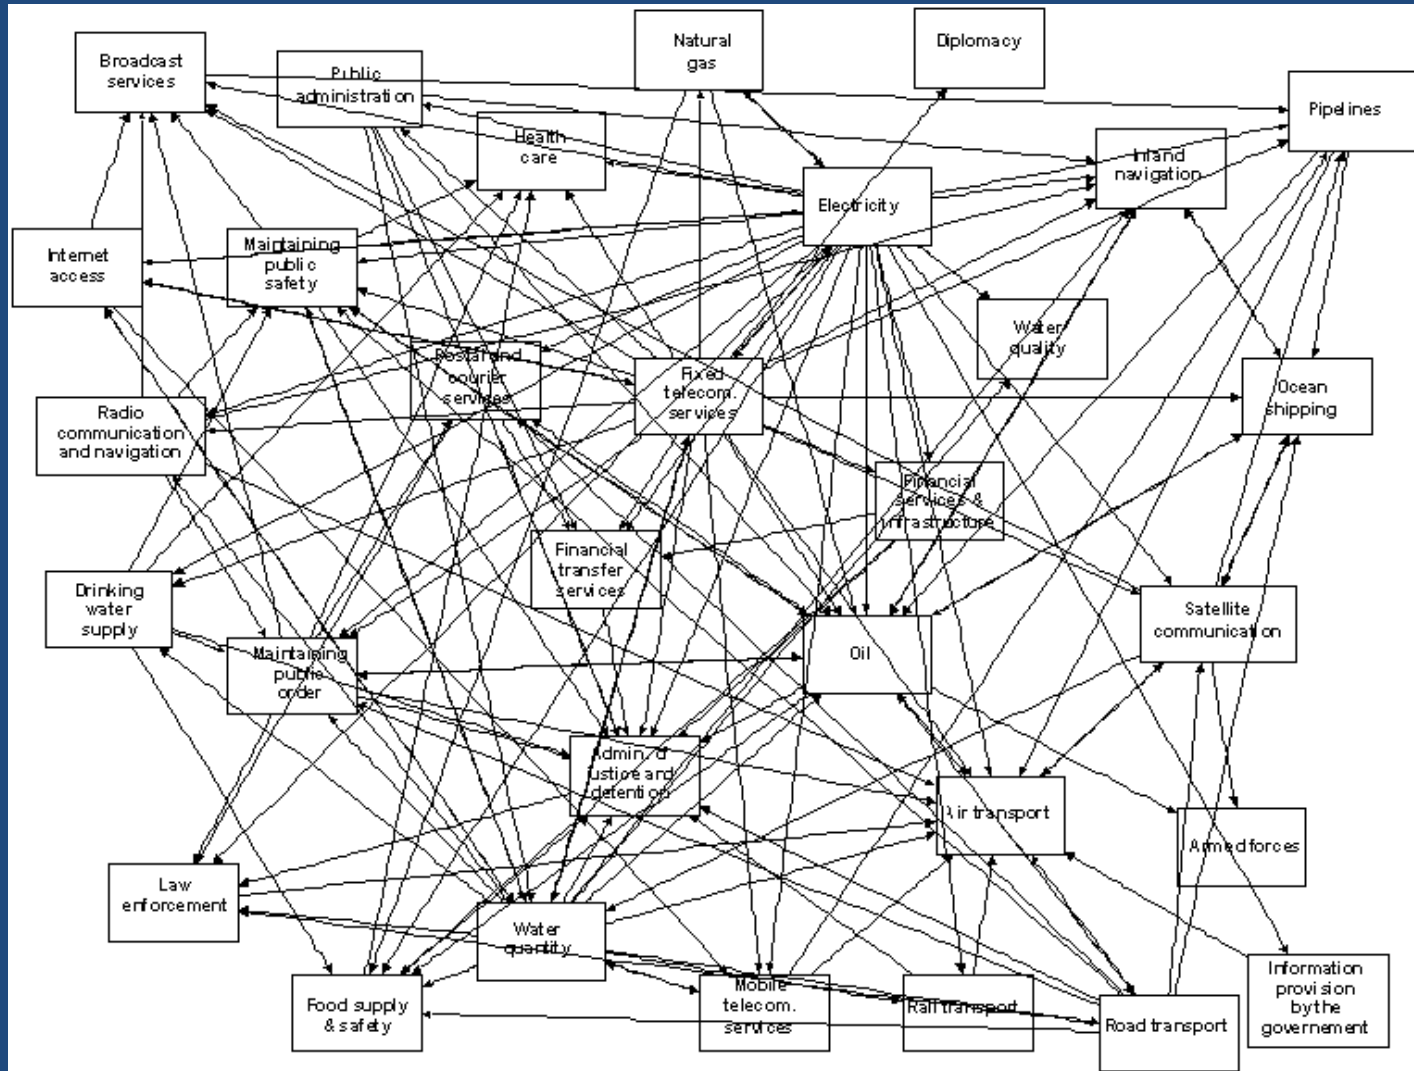 Broadcast
services
Public
administration
Natural
gas
Diplomacy
Pipelines
Health
care
Inland
navigation
Electricity
Internet
access
Maintaining
public
safety
Water
quality
Postal and
courier
services
Fixed
telecom.
services
Ocean
shipping
Radio
communication
and navigation
Financial
services &
infrastructure
Financial
transfer
services
Drinking
water
supply
Satellite
communication
Maintaining
public
order
Oil
Admin. of
justice and
detention
Air transport
Armed forces
Law
enforcement
Water
quantity
Food supply
& safety
Mobile
telecom.
services
Rail transport
Road transport
Information
provision
by the
governement